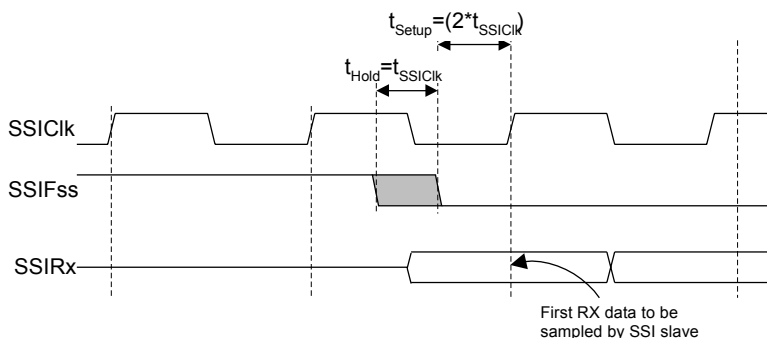 tSetup=(2*tSSIClk)
tHold=tSSIClk
SSIClk
SSIFss
SSIRx
First RX data to be
sampled by SSI slave